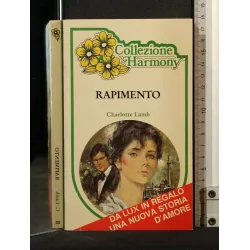 Collezione
Harmony
RAPIMENTO
Charlotte Lamb
DA LUX IN REGALO
UNA NUOVA STORIA
D'AMORE